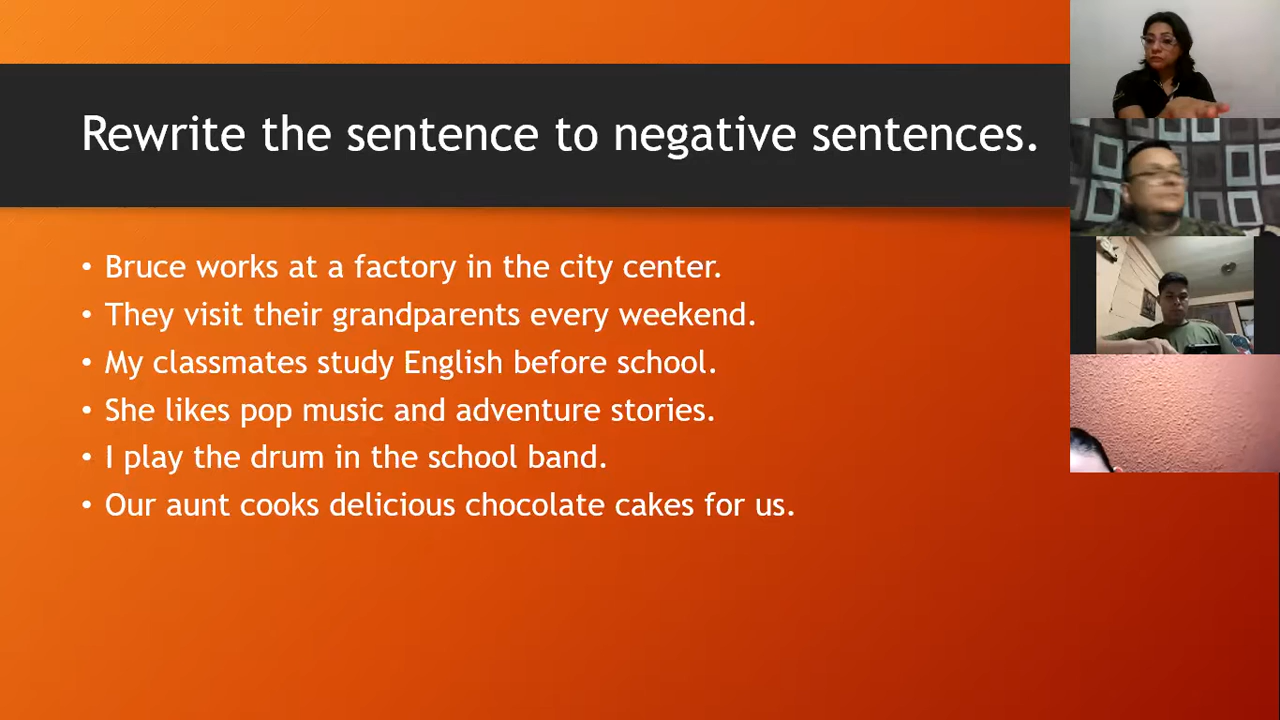 Rewrite the sentence to negative sentences.
• Bruce works at a factory in the city center.
• They visit their grandparents every weekend.
• My classmates study English before school.
• She likes pop music and adventure stories.
• I play the drum in the school band.
• Our aunt cooks delicious chocolate cakes for us.